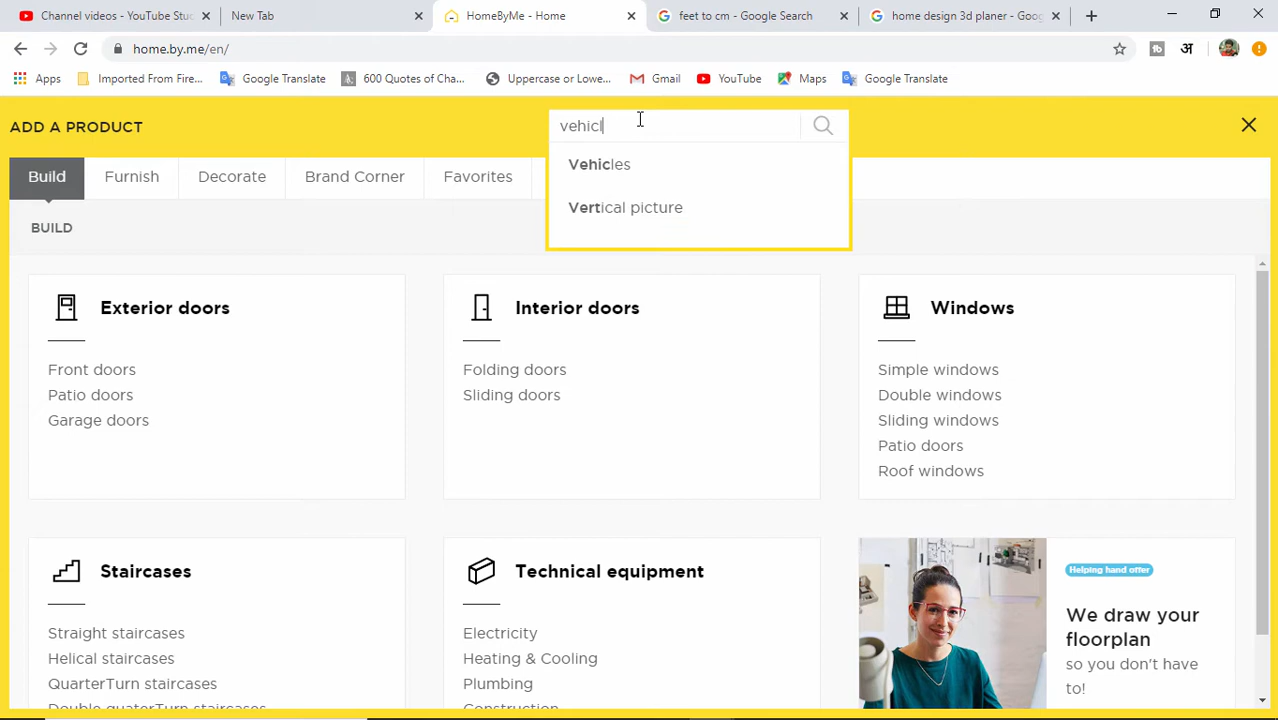 Channel videos - YouTube Stu
New Tab
HomeByMe - Home
feet to cm - Google Search
home design 3d planer - Goo
home.by.me/en/
Apps
Imported From Fire...
Google Translate
600 Quotes of Cha...
Uppercase or Lowe...
Gmail
YouTube
Maps
Google Translate
ADD A PRODUCT
vehicl
Vehicles
Vertical picture
Build
Furnish
Decorate
Brand Corner
Favorites
BUILD
Exterior doors
Front doors
Patio doors
Garage doors
Interior doors
Folding doors
Sliding doors
Windows
Simple windows
Double windows
Sliding windows
Patio doors
Roof windows
Staircases
Straight staircases
Helical staircases
QuarterTurn staircases
Double quaterTurn staircases
Technical equipment
Electricity
Heating & Cooling
Plumbing
Construction
Helping hand offer
We draw your
floorplan
so you don't have
to!